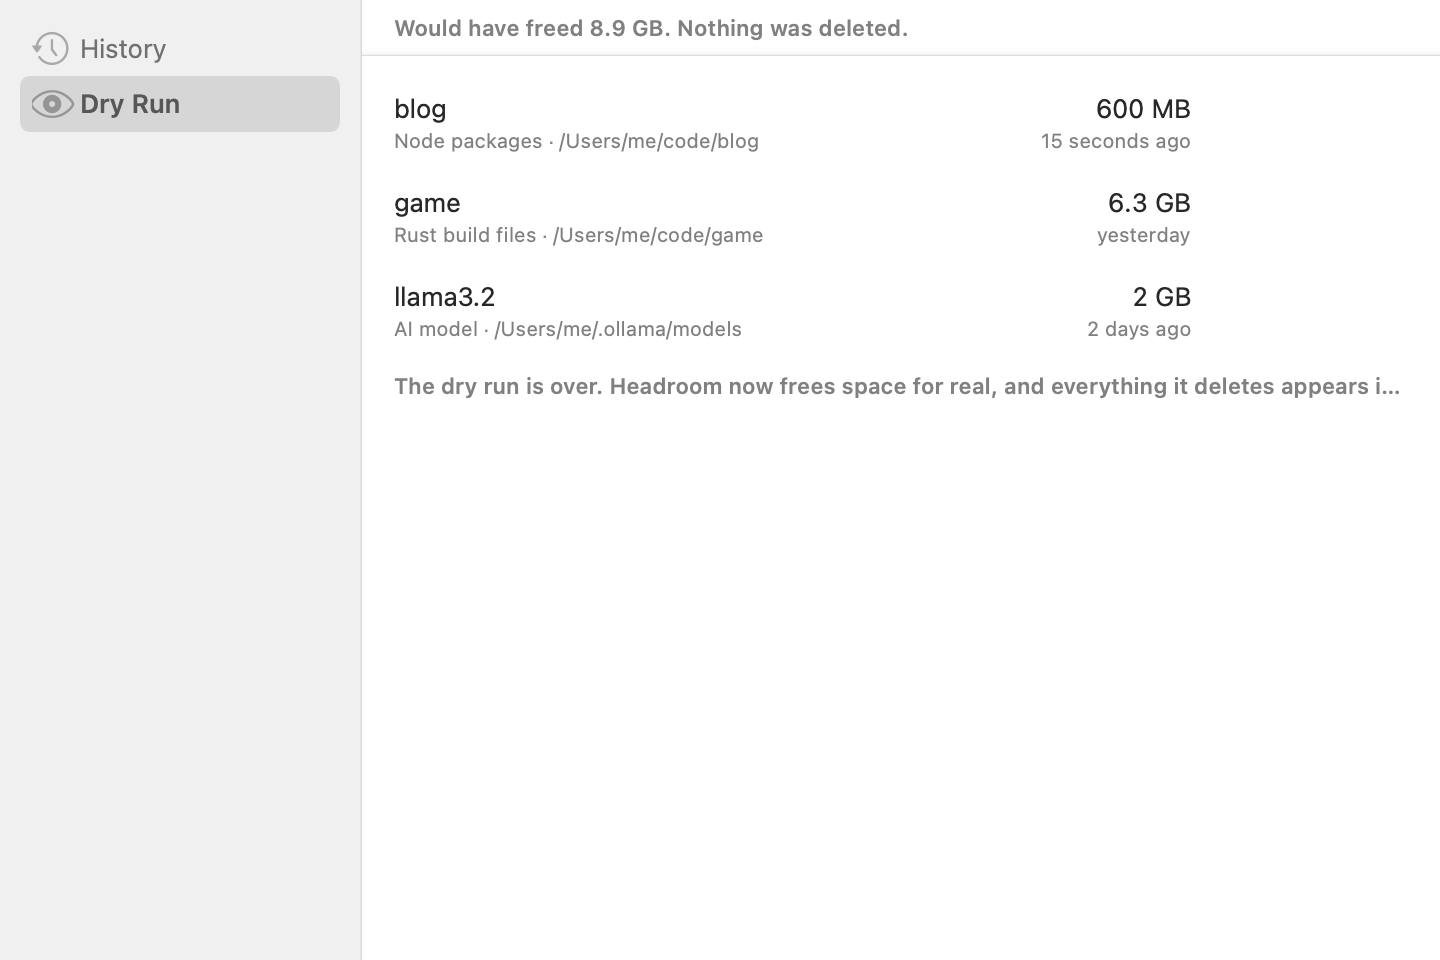 History
Dry Run
Would have freed 8.9 GB. Nothing was deleted.
blog
600 MB
Node packages · /Users/me/code/blog
15 seconds ago
game
6.3 GB
Rust build files · /Users/me/code/game
yesterday
llama3.2
2 GB
AI model · /Users/me/.ollama/models
2 days ago
The dry run is over. Headroom now frees space for real, and everything it deletes appears i...